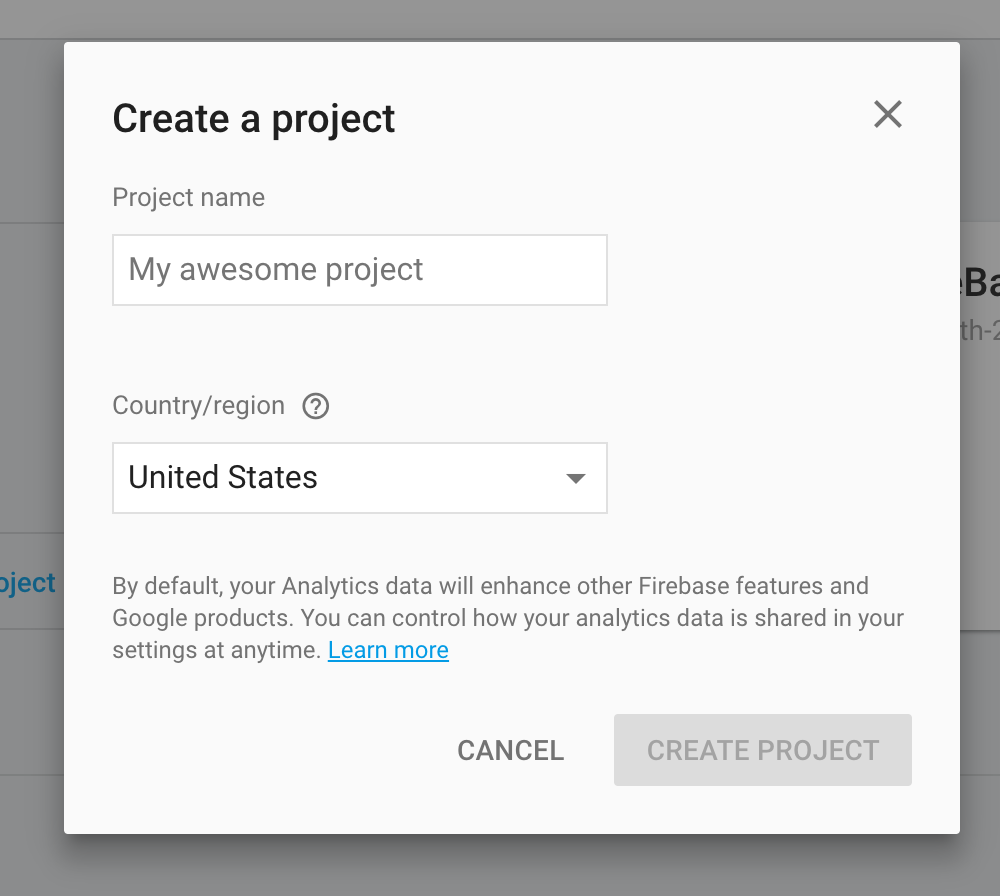 Create a project
Project name
My awesome project
Country/region
United States
By default, your Analytics data will enhance other Firebase features and
Google products. You can control how your analytics data is shared in your
settings at anytime. Learn more
CANCEL
CREATE PROJECT
oject
eBa
th-2